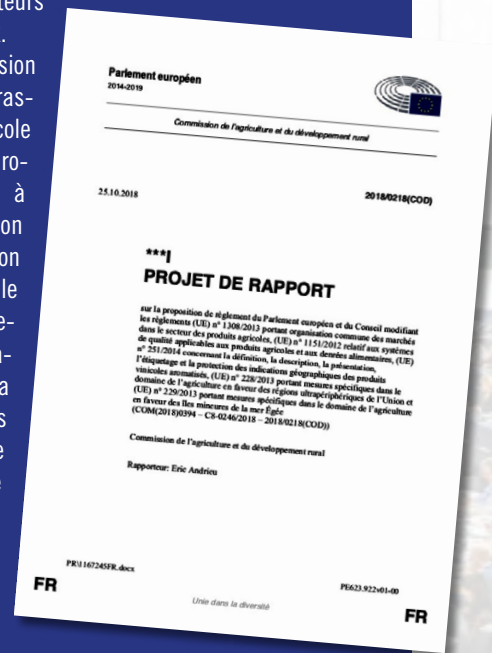 teurs
.
sion
ras-
cole
ro-
à
on
on
le
e-
a-
a
s
e
Parlement européen
2014-2019
Commission de l'agriculture et du développement rural
25.10.2018
2018/0218(COD)
***I
PROJET DE RAPPORT
sur la proposition de règlement du Parlement européen et du Conseil modifiant
les règlements (UE) n° 1308/2013 portant organisation commune des marchés
dans le secteur des produits agricoles, (UE) n° 1151/2012 relatif aux systèmes
de qualité applicables aux produits agricoles et aux denrées alimentaires, (UE)
n° 251/2014 concernant la définition, la description, la présentation,
l'étiquetage et la protection des indications géographiques des produits
vinicoles aromatisés, (UE) n° 228/2013 portant mesures spécifiques dans le
domaine de l'agriculture en faveur des régions ultrapériphériques de l'Union et
(UE) n° 229/2013 portant mesures spécifiques dans le domaine de l'agriculture
en faveur des îles mineures de la mer Égée
(COM(2018)0394 – C8-0246/2018 – 2018/0218(COD))
Commission de l'agriculture et du développement rural
Rapporteur: Eric Andrieu
PR\1167245FR.docx
PE623.922v01-00
FR
Unie dans la diversité
FR